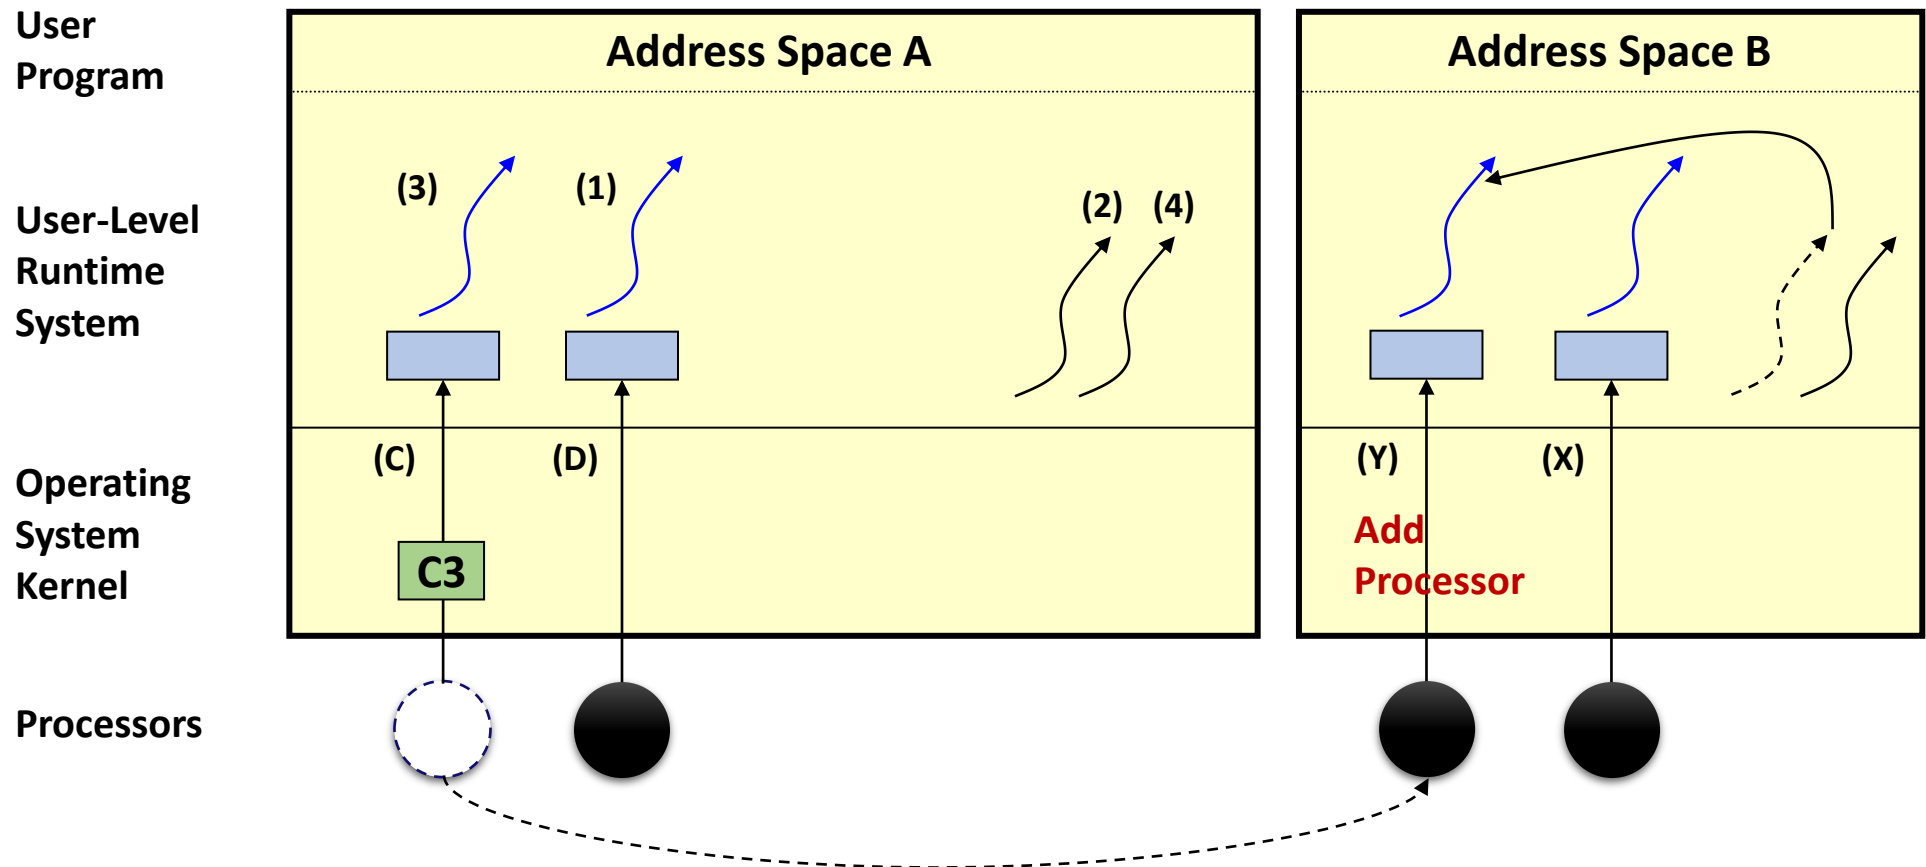 User
Program
Address Space A
Address Space B
(3)
(1)
(2)
(4)
User-Level
Runtime
System
(C)
(D)
(Y)
(X)
Operating
System
Kernel
C3
Add
Processor
Processors